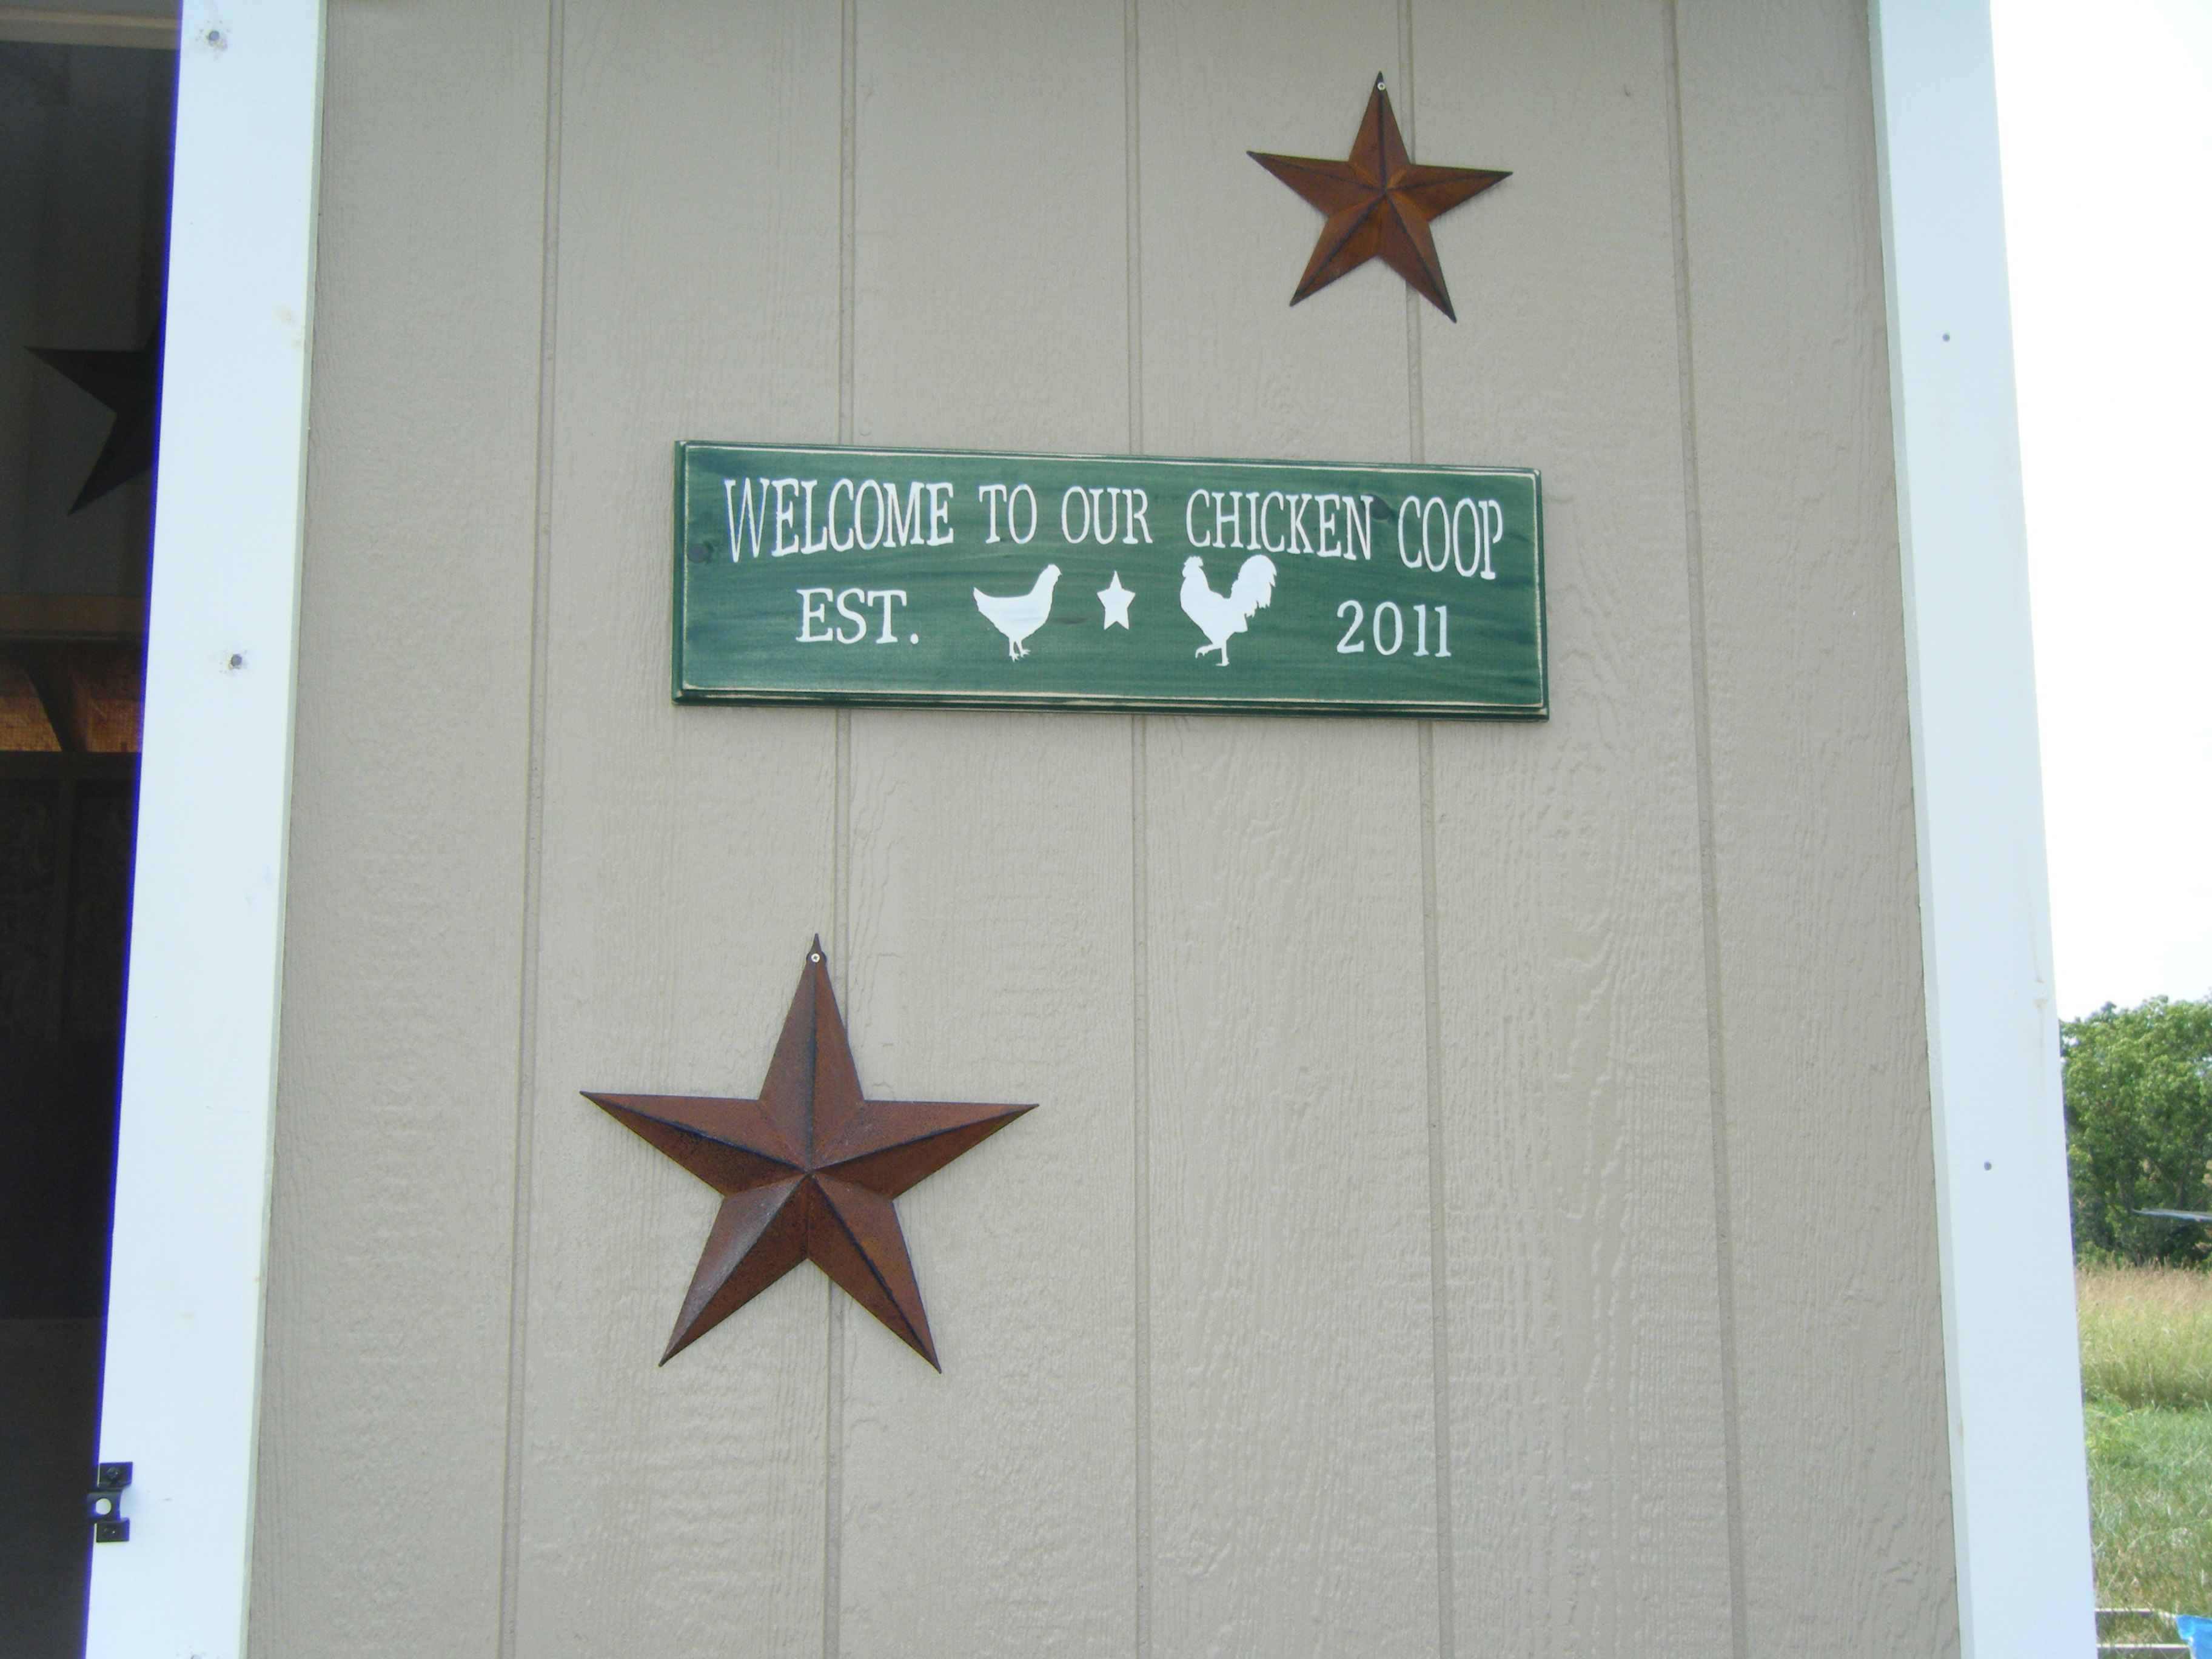 WELCOME TO OUR CHICKEN COOP
EST. 2011